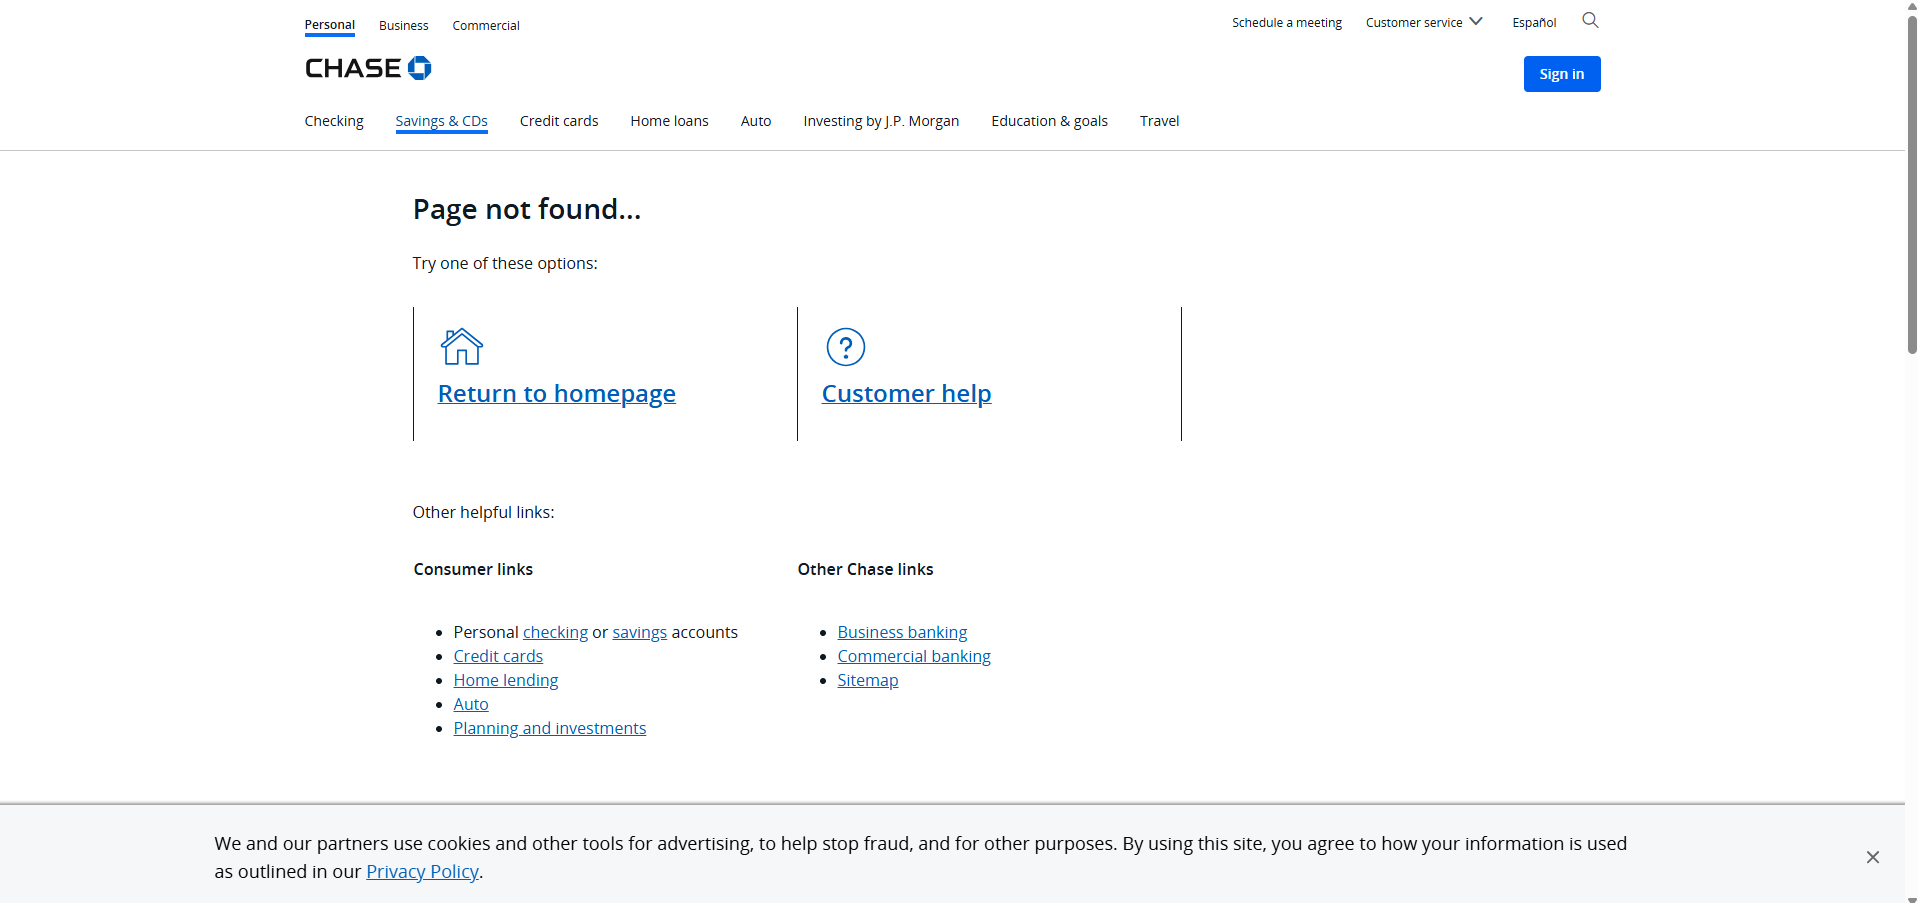 Personal Business Commercial Schedule a meeting Customer service Español
CHASE Sign in
Checking Savings & CDs Credit cards Home loans Auto Investing by J.P. Morgan Education & goals Travel
Page not found...
Try one of these options:
Return to homepage
Customer help
Other helpful links:
Consumer links
Personal checking or savings accounts
Credit cards
Home lending
Auto
Planning and investments
Other Chase links
Business banking
Commercial banking
Sitemap
We and our partners use cookies and other tools for advertising, to help stop fraud, and for other purposes. By using this site, you agree to how your information is used
as outlined in our Privacy Policy.